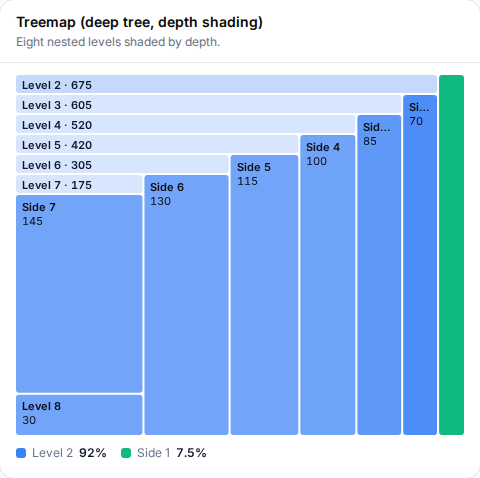 Treemap (deep tree, depth shading)
Eight nested levels shaded by depth.
Level 2 · 675
Level 3 · 605
Si...
70
Level 4 · 520
Sid...
85
Level 5 · 420
Side 4
100
Level 6 · 305
Side 5
115
Level 7 · 175
Side 6
130
Side 7
145
Level 8
30
Level 2 92% Side 1 7.5%